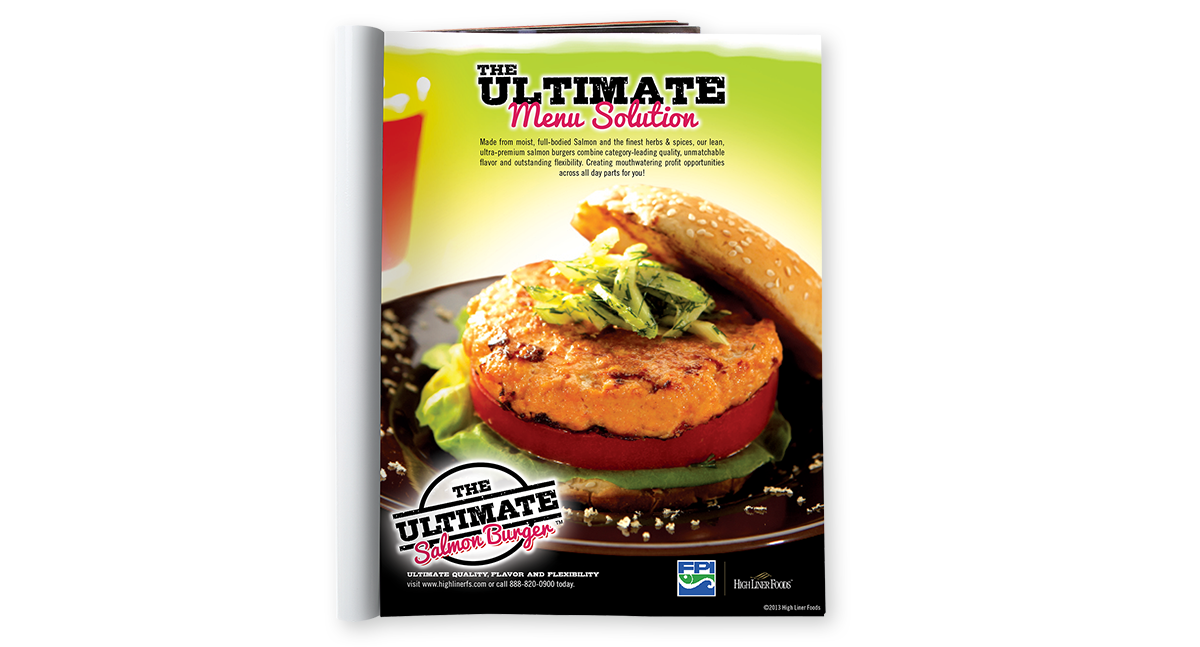 THE
ULTIMATE
Menu Solution
Made from moist, full-bodied Salmon and the finest herbs & spices, our lean,
ultra-premium salmon burgers combine category-leading quality, unmatchable
flavor and outstanding flexibility. Creating mouthwatering profit opportunities
across all day parts for you!
THE
ULTIMATE
Salmon Burger™
ULTIMATE QUALITY, FLAVOR AND FLEXIBILITY
visit www.highlinerfs.com or call 888-820-0900 today.
FPI
HIGH LINER FOODS®
©2013 High Liner Foods